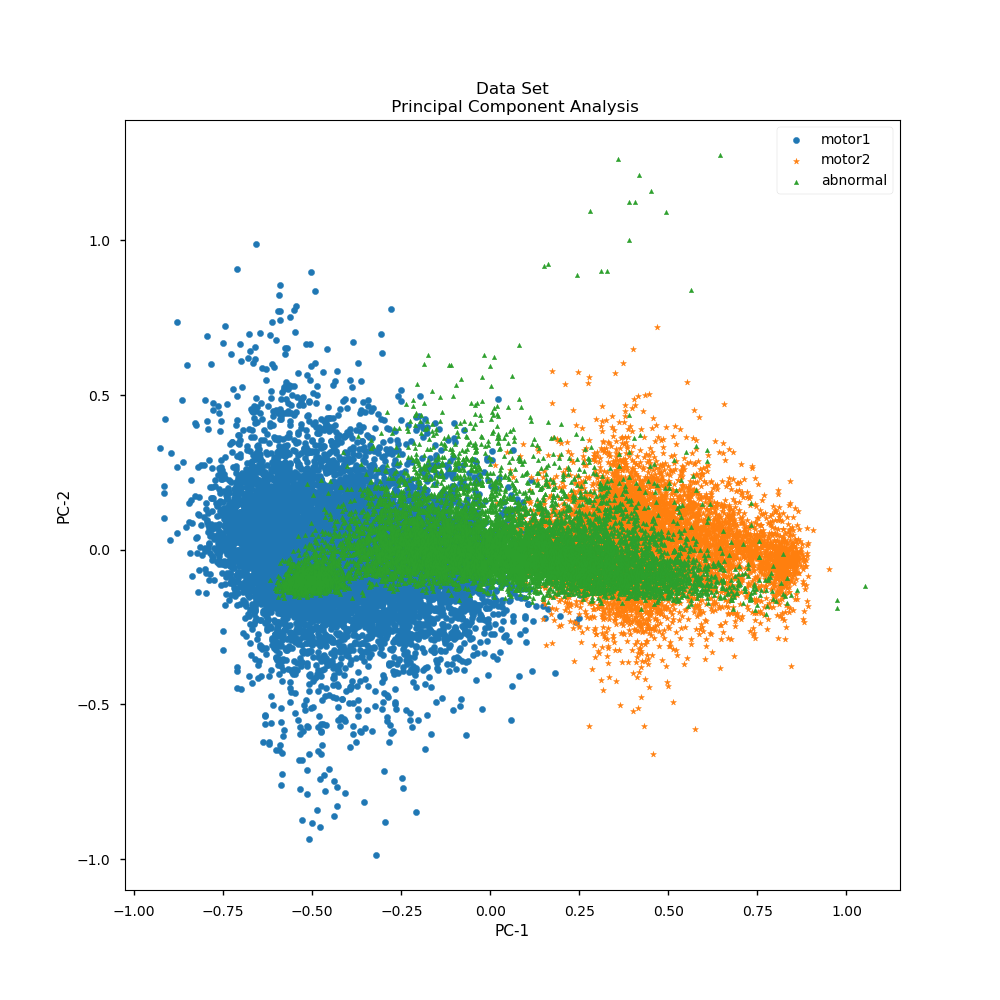 Data Set
Principal Component Analysis
motor1
motor2
abnormal
1.0
0.5
0.0
−0.5
−1.0
PC-2
−1.00 −0.75 −0.50 −0.25 0.00 0.25 0.50 0.75 1.00
PC-1